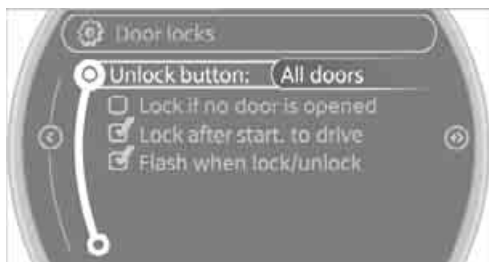 Door locks
Unlock button: All doors
Lock if no door is opened
Lock after start. to drive
Flash when lock/unlock